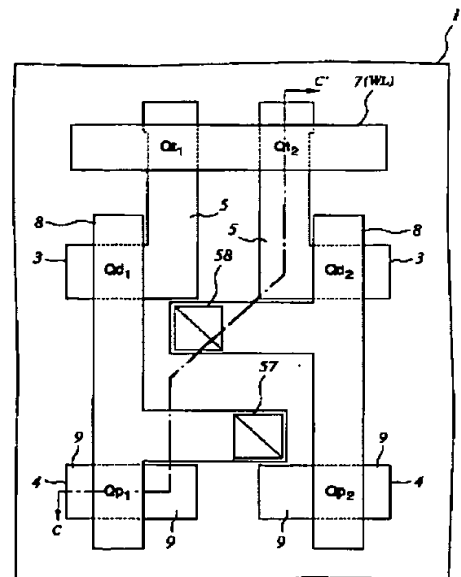 1
C'
7(WL)
Qt₁ Qt₂
8 5 5 8
3 Qd₁ 58 Qd₂ 3
57
9 9
4 Qp₁ Qp₂ 4
C 9 9